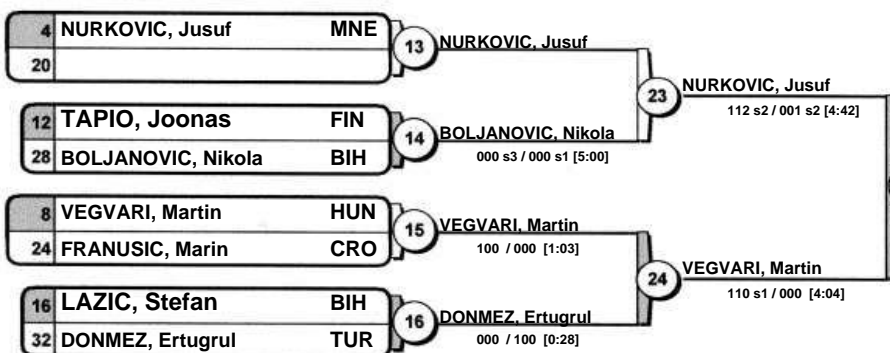 4 NURKOVIC, Jusuf MNE
20
13 NURKOVIC, Jusuf
12 TAPIO, Joonas FIN
28 BOLJANOVIC, Nikola BIH
14 BOLJANOVIC, Nikola
000 s3 / 000 s1 [5:00]
23 NURKOVIC, Jusuf
112 s2 / 001 s2 [4:42]
8 VEGVARI, Martin HUN
24 FRANUSIC, Marin CRO
15 VEGVARI, Martin
100 / 000 [1:03]
16 LAZIC, Stefan BIH
32 DONMEZ, Ertugrul TUR
16 DONMEZ, Ertugrul
000 / 100 [0:28]
24 VEGVARI, Martin
110 s1 / 000 [4:04]